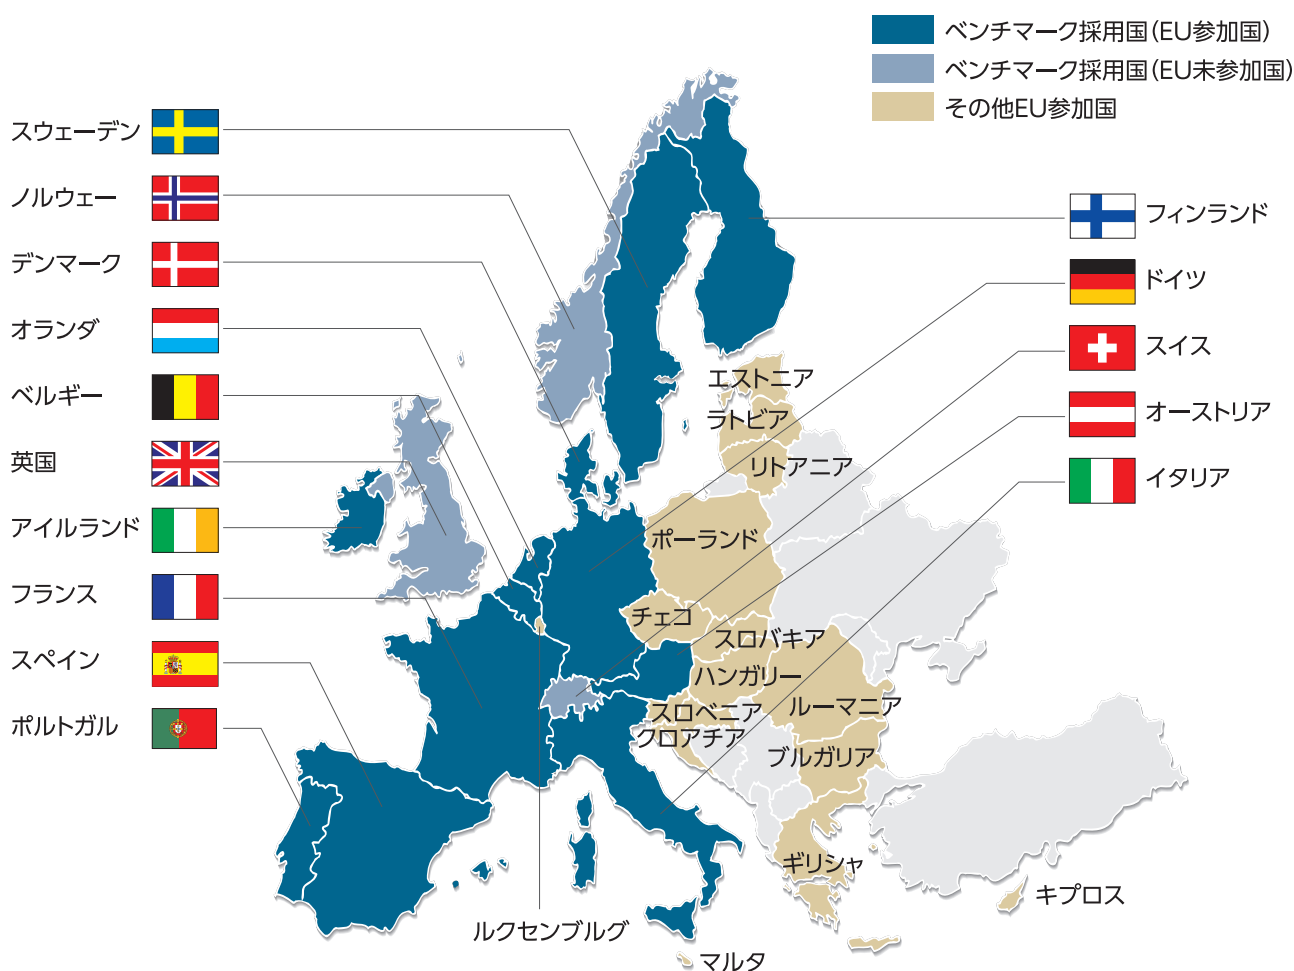 ベンチマーク採用国(EU参加国)
ベンチマーク採用国(EU未参加国)
その他EU参加国
スウェーデン
ノルウェー
デンマーク
オランダ
ベルギー
英国
アイルランド
フランス
スペイン
ポルトガル
フィンランド
ドイツ
スイス
オーストリア
イタリア
エストニア
ラトビア
リトアニア
ポーランド
チェコ
スロバキア
ハンガリー
ルーマニア
スロベニア
クロアチア
ブルガリア
ギリシャ
キプロス
ルクセンブルグ
マルタ